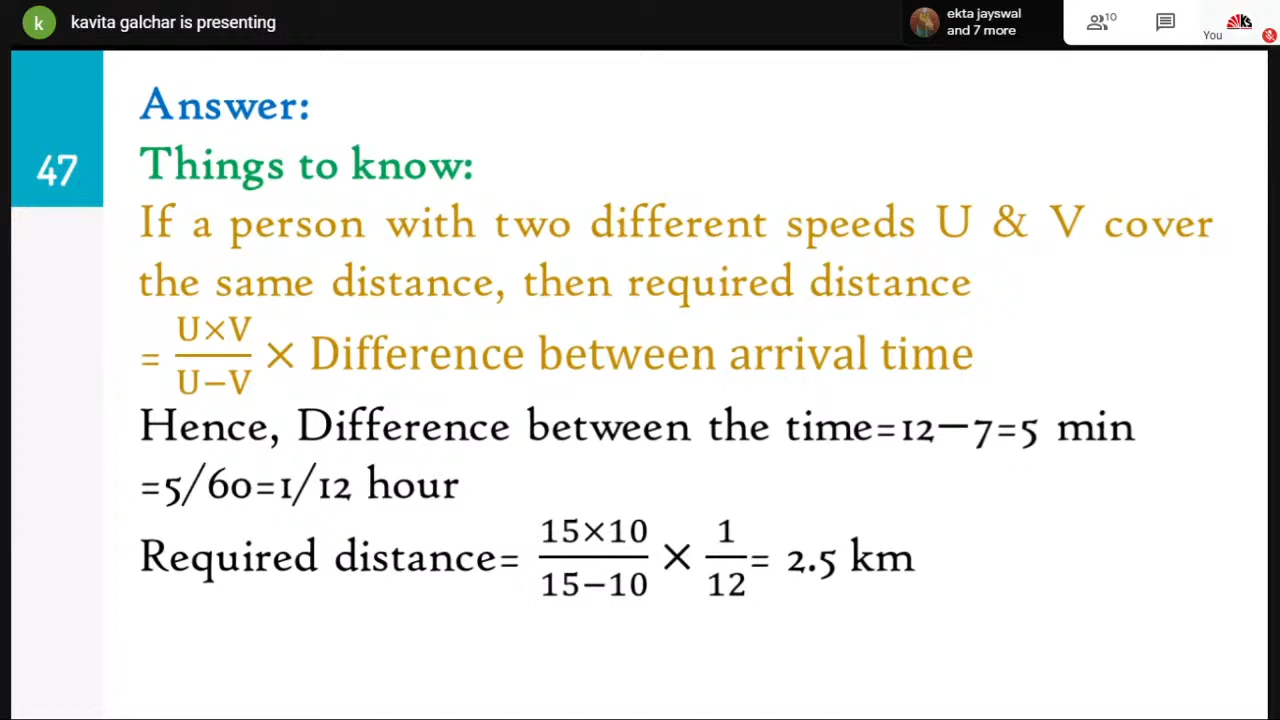 k kavita galchar is presenting
ekta jayswal
and 7 more
10
You
47
Answer:
Things to know:
If a person with two different speeds U & V cover
the same distance, then required distance
= U×V/U−V × Difference between arrival time
Hence, Difference between the time=12−7=5 min
=5/60=1/12 hour
Required distance= 15×10/15−10 × 1/12= 2.5 km